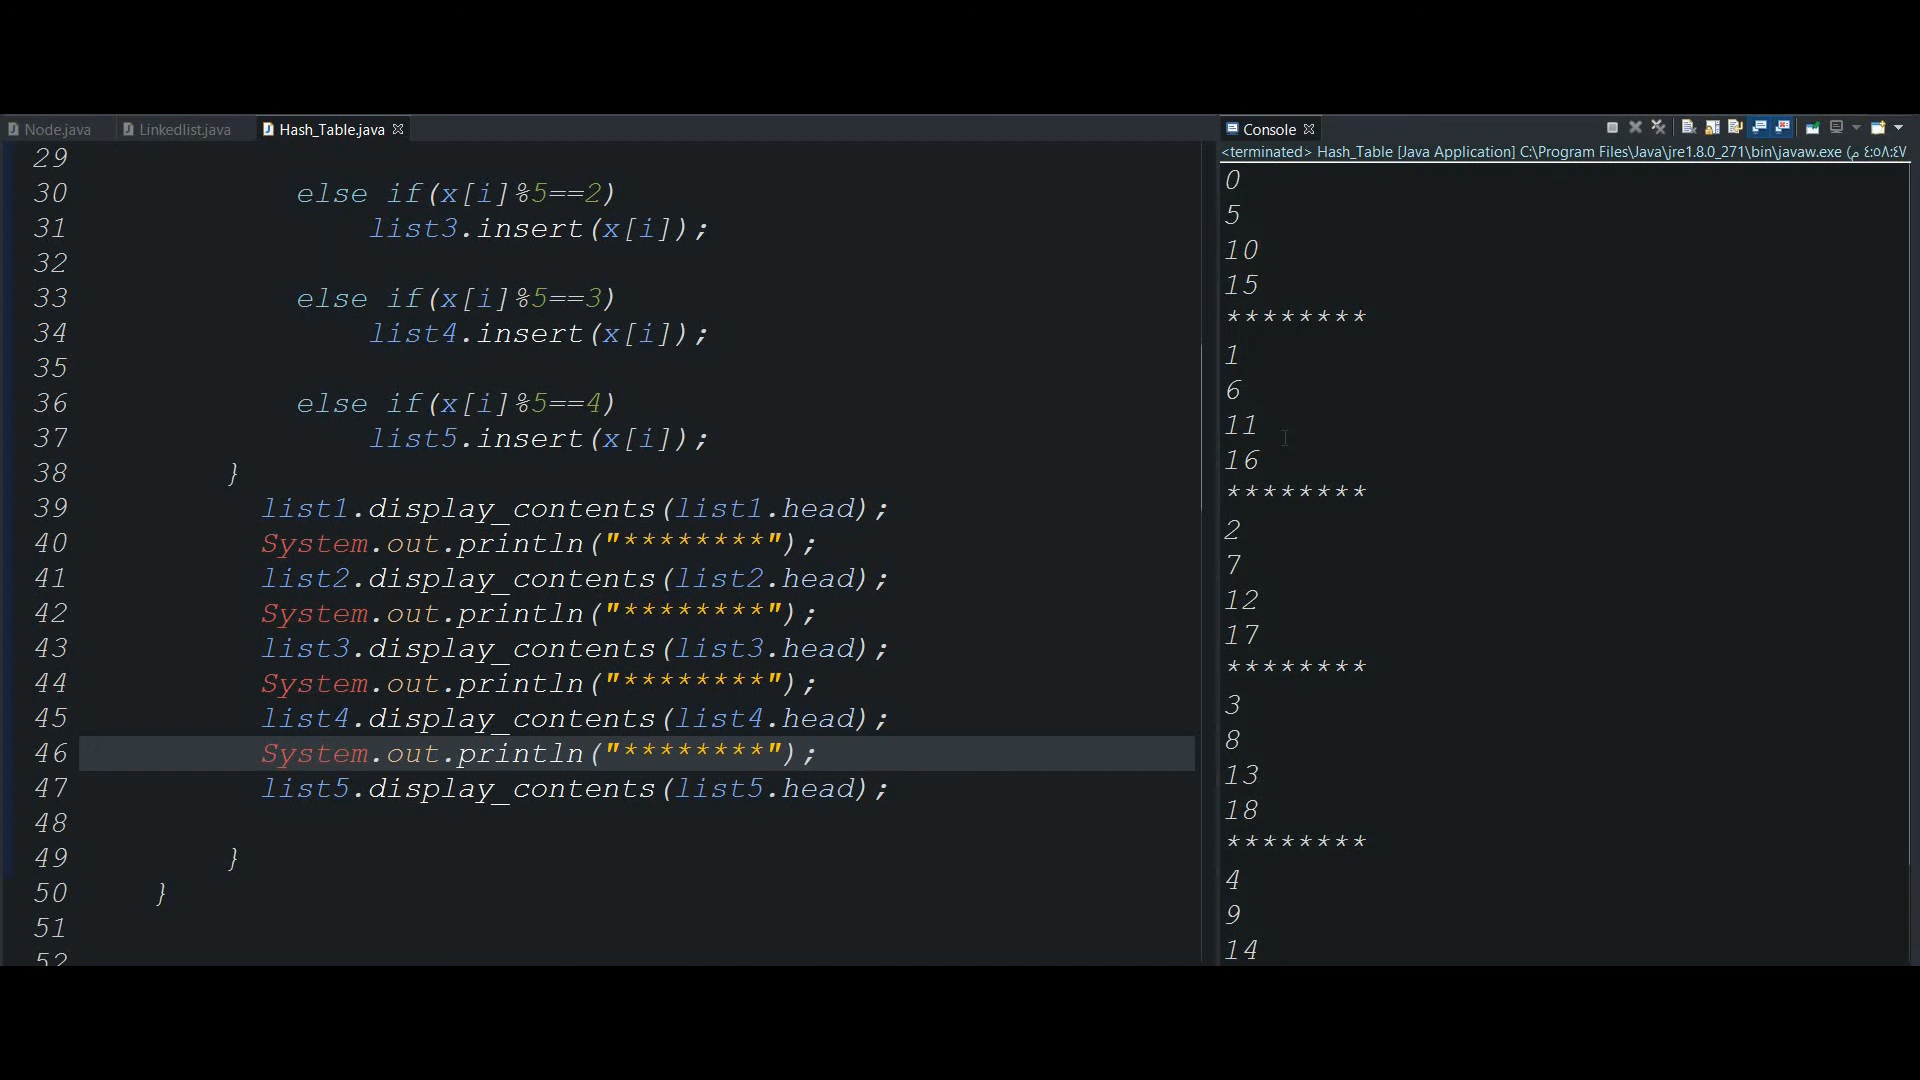 Node.java Linkedlist.java Hash_Table.java
29
30 else if(x[i]%5==2)
31 list3.insert(x[i]);
32
33 else if(x[i]%5==3)
34 list4.insert(x[i]);
35
36 else if(x[i]%5==4)
37 list5.insert(x[i]);
38 }
39 list1.display_contents(list1.head);
40 System.out.println("********");
41 list2.display_contents(list2.head);
42 System.out.println("********");
43 list3.display_contents(list3.head);
44 System.out.println("********");
45 list4.display_contents(list4.head);
46 System.out.println("********");
47 list5.display_contents(list5.head);
48
49 }
50 }
51
52
Console
<terminated> Hash_Table [Java Application] C:\Program Files\Java\jre1.8.0_271\bin\javaw.exe (م ٤:٥٨:٤٧
0
5
10
15
********
1
6
11
16
********
2
7
12
17
********
3
8
13
18
********
4
9
14